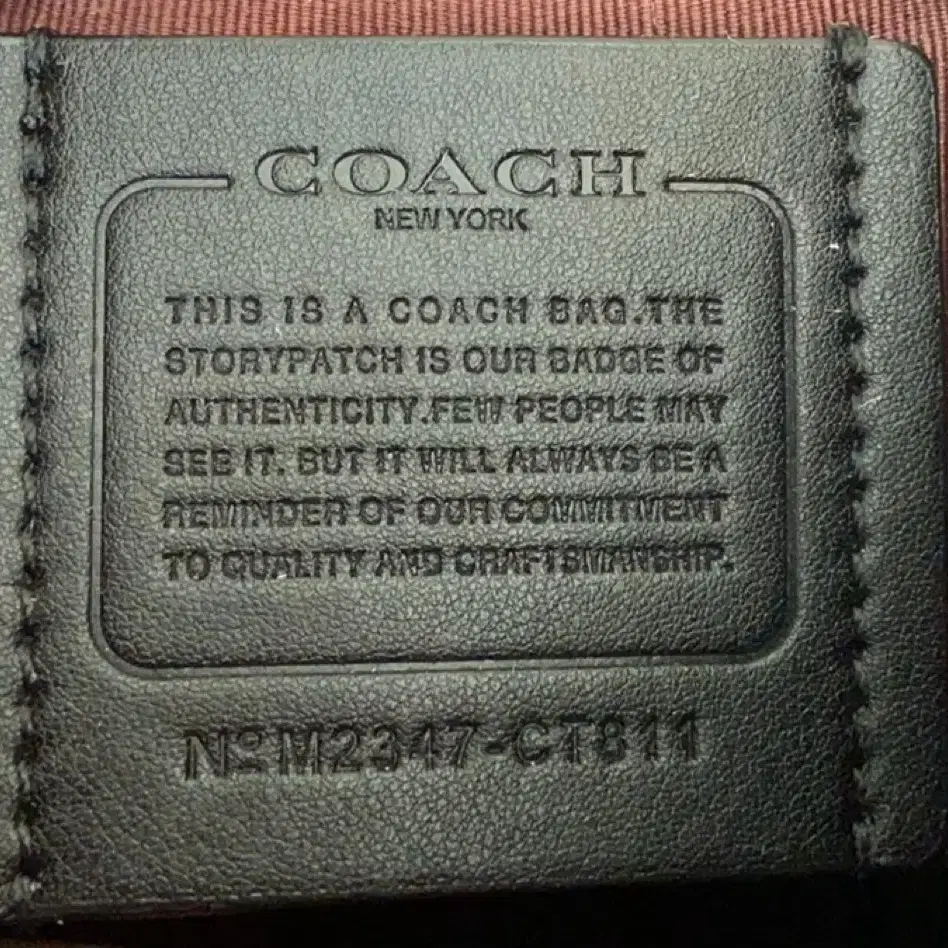 COACH
NEW YORK
THIS IS A COACH BAG.THE
STORYPATCH IS OUR BADGE OF
AUTHENTICITY.FEW PEOPLE MAY
SEE IT. BUT IT WILL ALWAYS BE A
REMINDER OF OUR COMMITMENT
TO QUALITY AND CRAFTSMANSHIP.
NºM2347-CT811